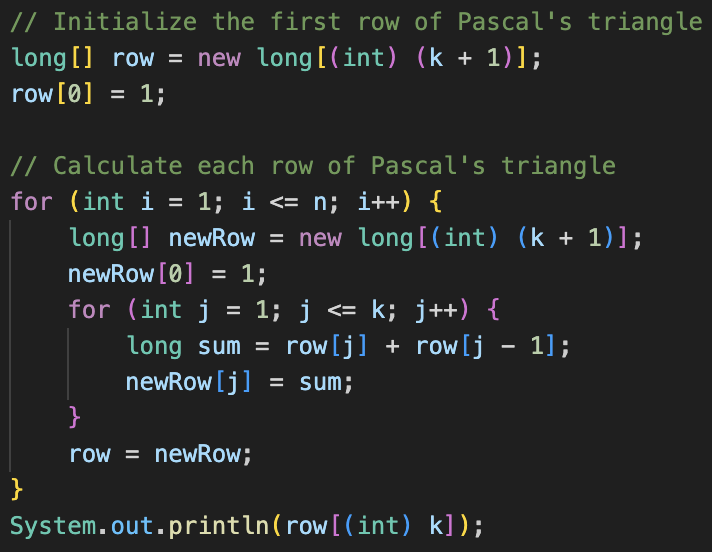 // Initialize the first row of Pascal's triangle
long[] row = new long[(int) (k + 1)];
row[0] = 1;

// Calculate each row of Pascal's triangle
for (int i = 1; i <= n; i++) {
    long[] newRow = new long[(int) (k + 1)];
    newRow[0] = 1;
    for (int j = 1; j <= k; j++) {
        long sum = row[j] + row[j - 1];
        newRow[j] = sum;
    }
    row = newRow;
}
System.out.println(row[(int) k]);